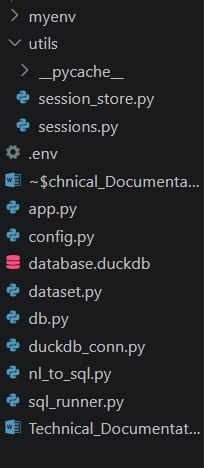 myenv
utils
__pycache__
session_store.py
sessions.py
.env
~$chnical_Documenta...
app.py
config.py
database.duckdb
dataset.py
db.py
duckdb_conn.py
nl_to_sql.py
sql_runner.py
Technical_Documentat...